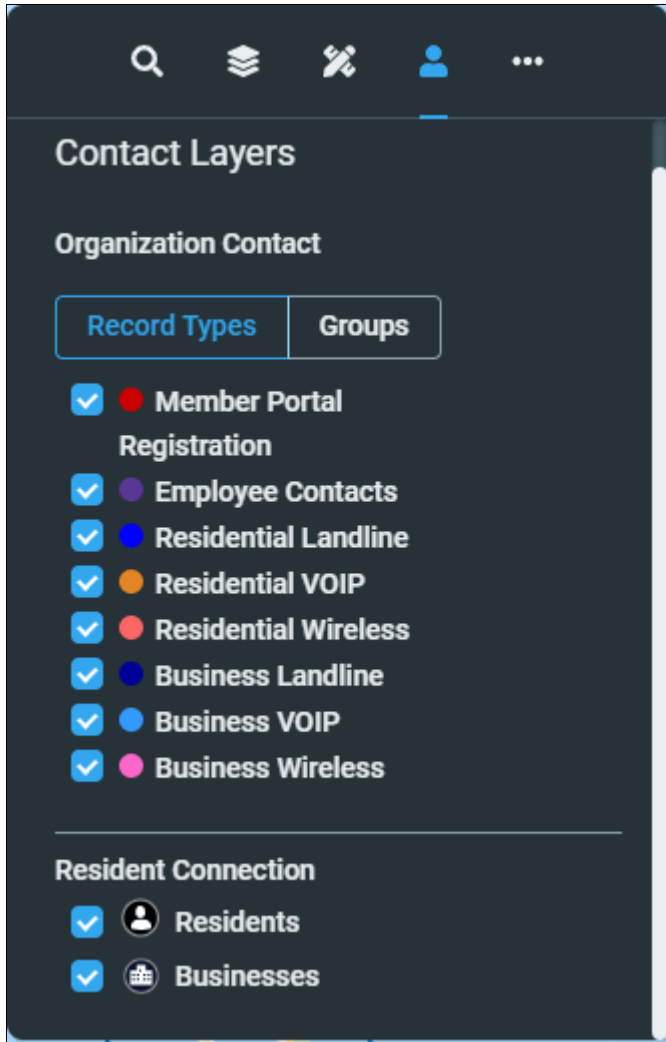 Contact Layers
Organization Contact
Record Types Groups
Member Portal
Registration
Employee Contacts
Residential Landline
Residential VOIP
Residential Wireless
Business Landline
Business VOIP
Business Wireless
Resident Connection
Residents
Businesses